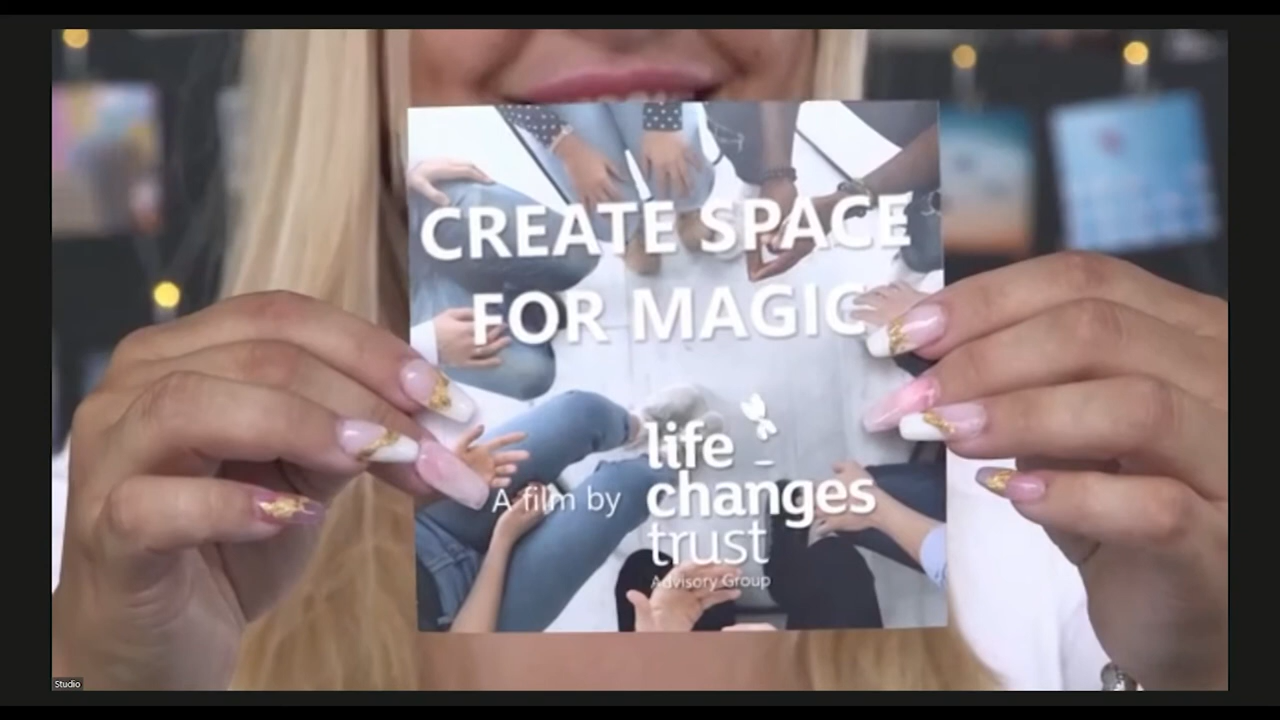 CREATE SPACE
FOR MAGIC
A film by
life
changes
trust
Advisory Group
Studio